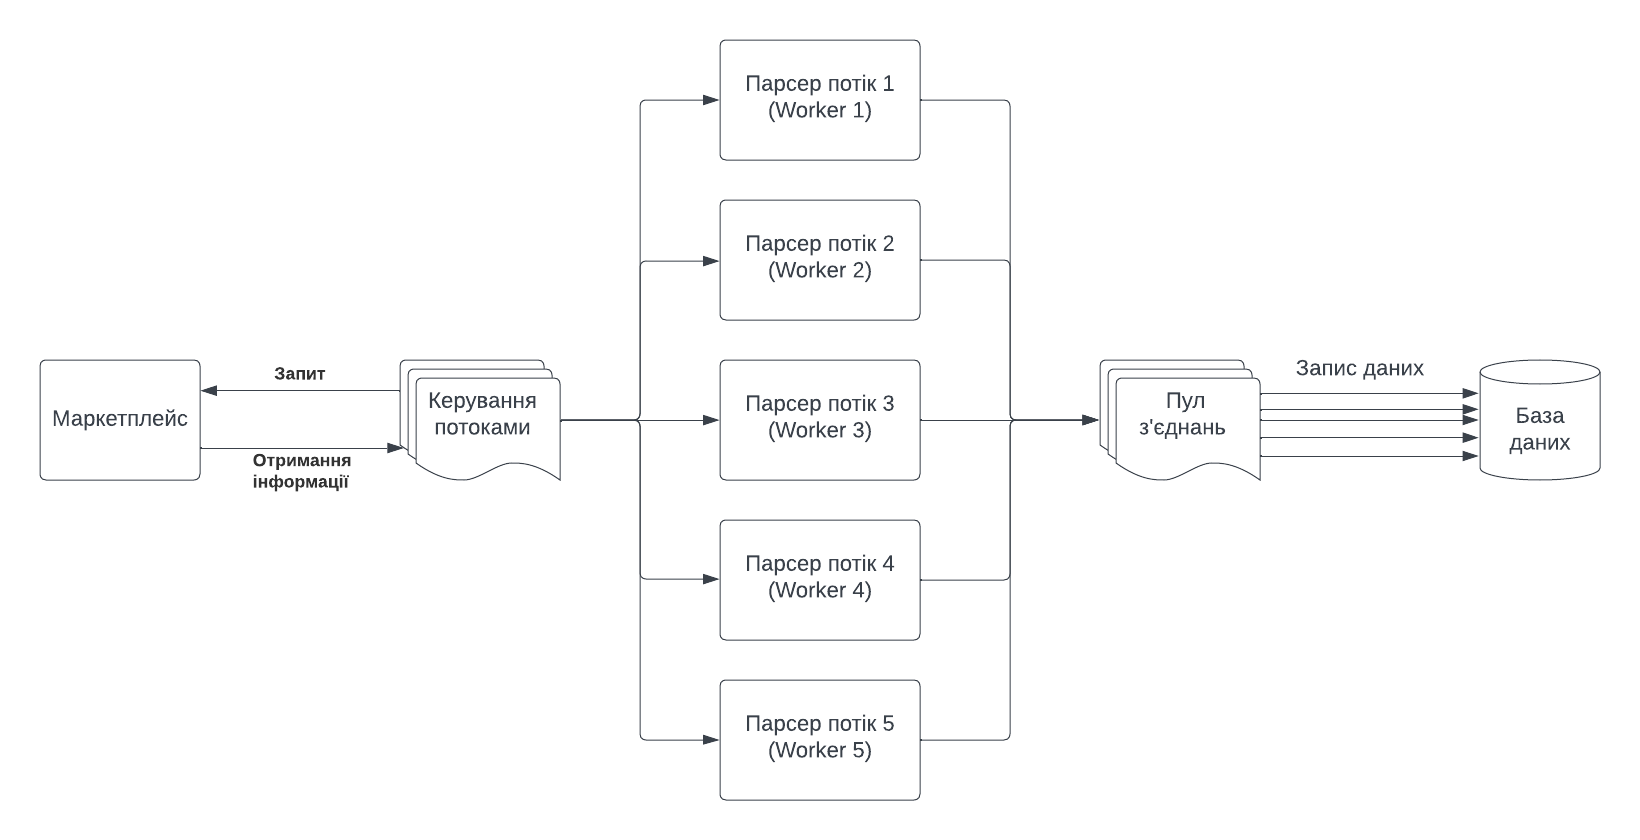 Маркетплейс
Запит
Отримання
інформації
Керування
потоками
Парсер потік 1
(Worker 1)
Парсер потік 2
(Worker 2)
Парсер потік 3
(Worker 3)
Парсер потік 4
(Worker 4)
Парсер потік 5
(Worker 5)
Пул
з'єднань
Запис даних
База
даних